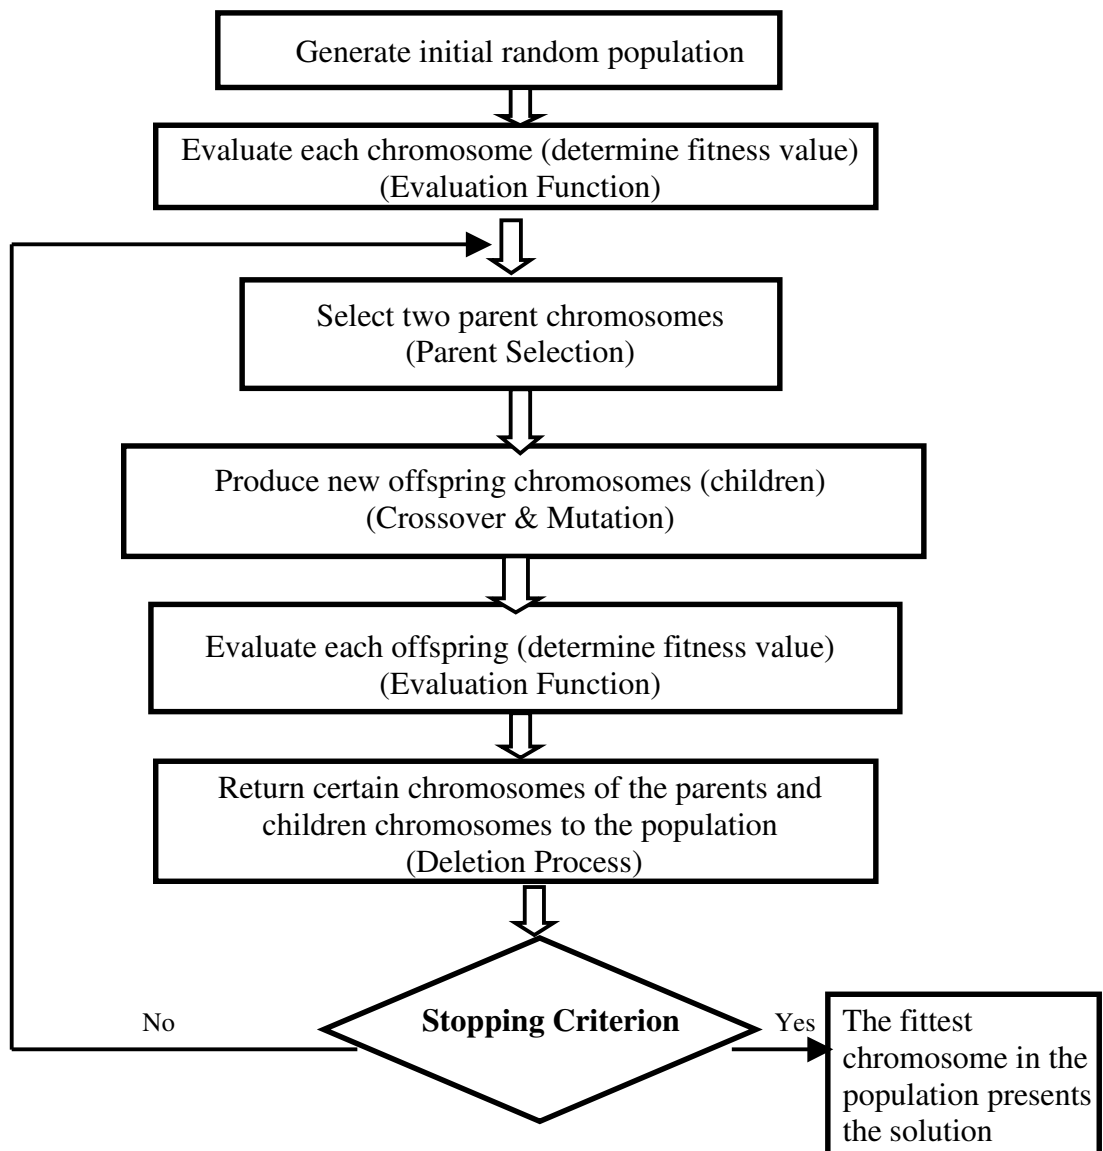 Generate initial random population
Evaluate each chromosome (determine fitness value)
(Evaluation Function)
Select two parent chromosomes
(Parent Selection)
Produce new offspring chromosomes (children)
(Crossover & Mutation)
Evaluate each offspring (determine fitness value)
(Evaluation Function)
Return certain chromosomes of the parents and
children chromosomes to the population
(Deletion Process)
Stopping Criterion
No
Yes
The fittest
chromosome in the
population presents
the solution